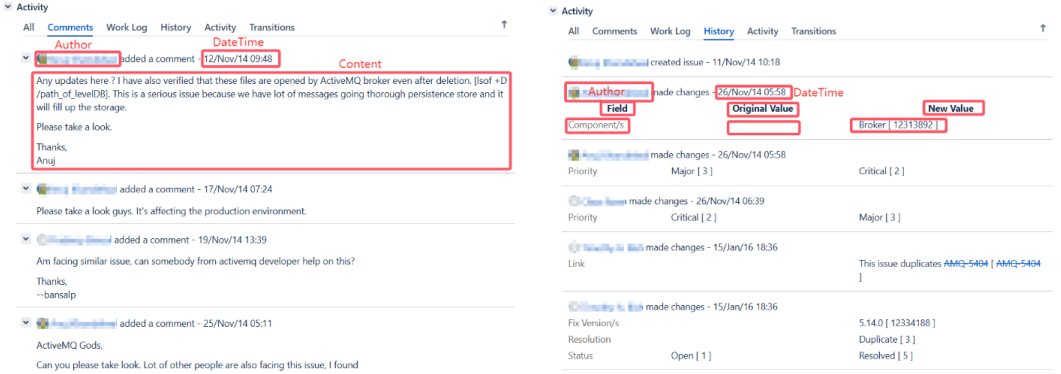 Activity
All Comments Work Log History Activity Transitions
Author DateTime
added a comment - 12/Nov/14 09:48
Content
Any updates here ? I have also verified that these files are opened by ActiveMQ broker even after deletion. [lsof +D
/path_of_levelDB]. This is a serious issue because we have lot of messages going thorough persistence store and it
will fill up the storage.
Please take a look.
Thanks,
Anuj
added a comment - 17/Nov/14 07:24
Please take a look guys. It's affecting the production environment.
added a comment - 19/Nov/14 13:39
Am facing similar issue, can somebody from activemq developer help on this?
Thanks,
--bansalp
added a comment - 25/Nov/14 05:11
ActiveMQ Gods,
Can you please take look. Lot of other people are also facing this issue, I found
Activity
All Comments Work Log History Activity Transitions
created issue - 11/Nov/14 10:18
Author made changes - 26/Nov/14 05:58 DateTime
Field Original Value New Value
Component/s Broker [ 12313892 ]
made changes - 26/Nov/14 05:58
Priority Major [ 3 ] Critical [ 2 ]
made changes - 26/Nov/14 06:39
Priority Critical [ 2 ] Major [ 3 ]
made changes - 15/Jan/16 18:36
Link This issue duplicates AMQ-5404 [ AMQ-5404
]
made changes - 15/Jan/16 18:36
Fix Version/s 5.14.0 [ 12334188 ]
Resolution Duplicate [ 3 ]
Status Open [ 1 ] Resolved [ 5 ]